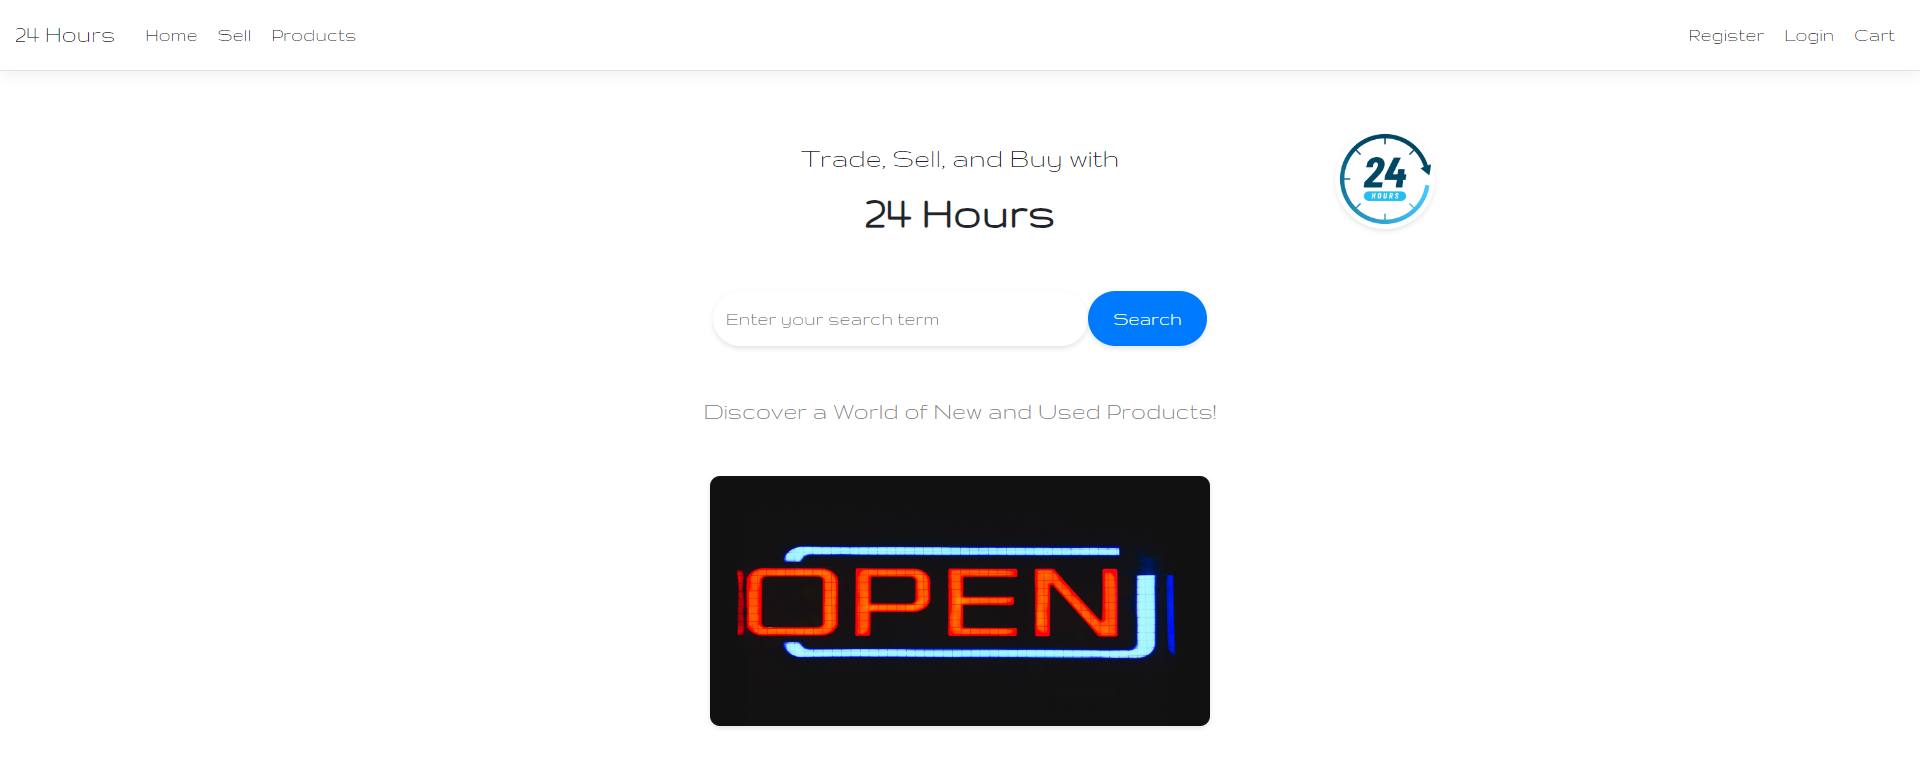 24 Hours Home Sell Products Register Login Cart
Trade, Sell, and Buy with
24 Hours
24
HOURS
Enter your search term Search
Discover a World of New and Used Products!
OPEN